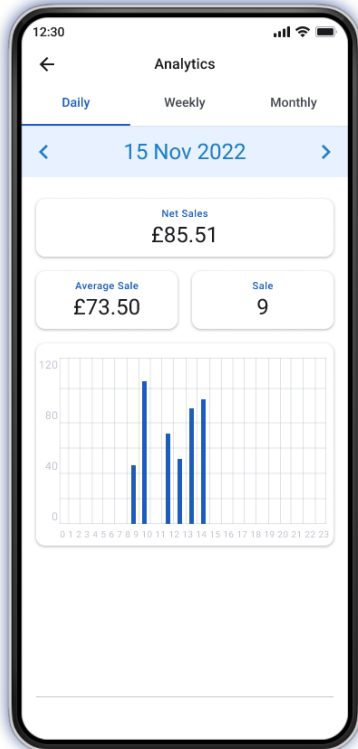 12:30
Analytics
Daily Weekly Monthly
15 Nov 2022
Net Sales
£85.51
Average Sale
£73.50
Sale
9
120
80
40
0
0 1 2 3 4 5 6 7 8 9 10 11 12 13 14 15 16 17 18 19 20 21 22 23